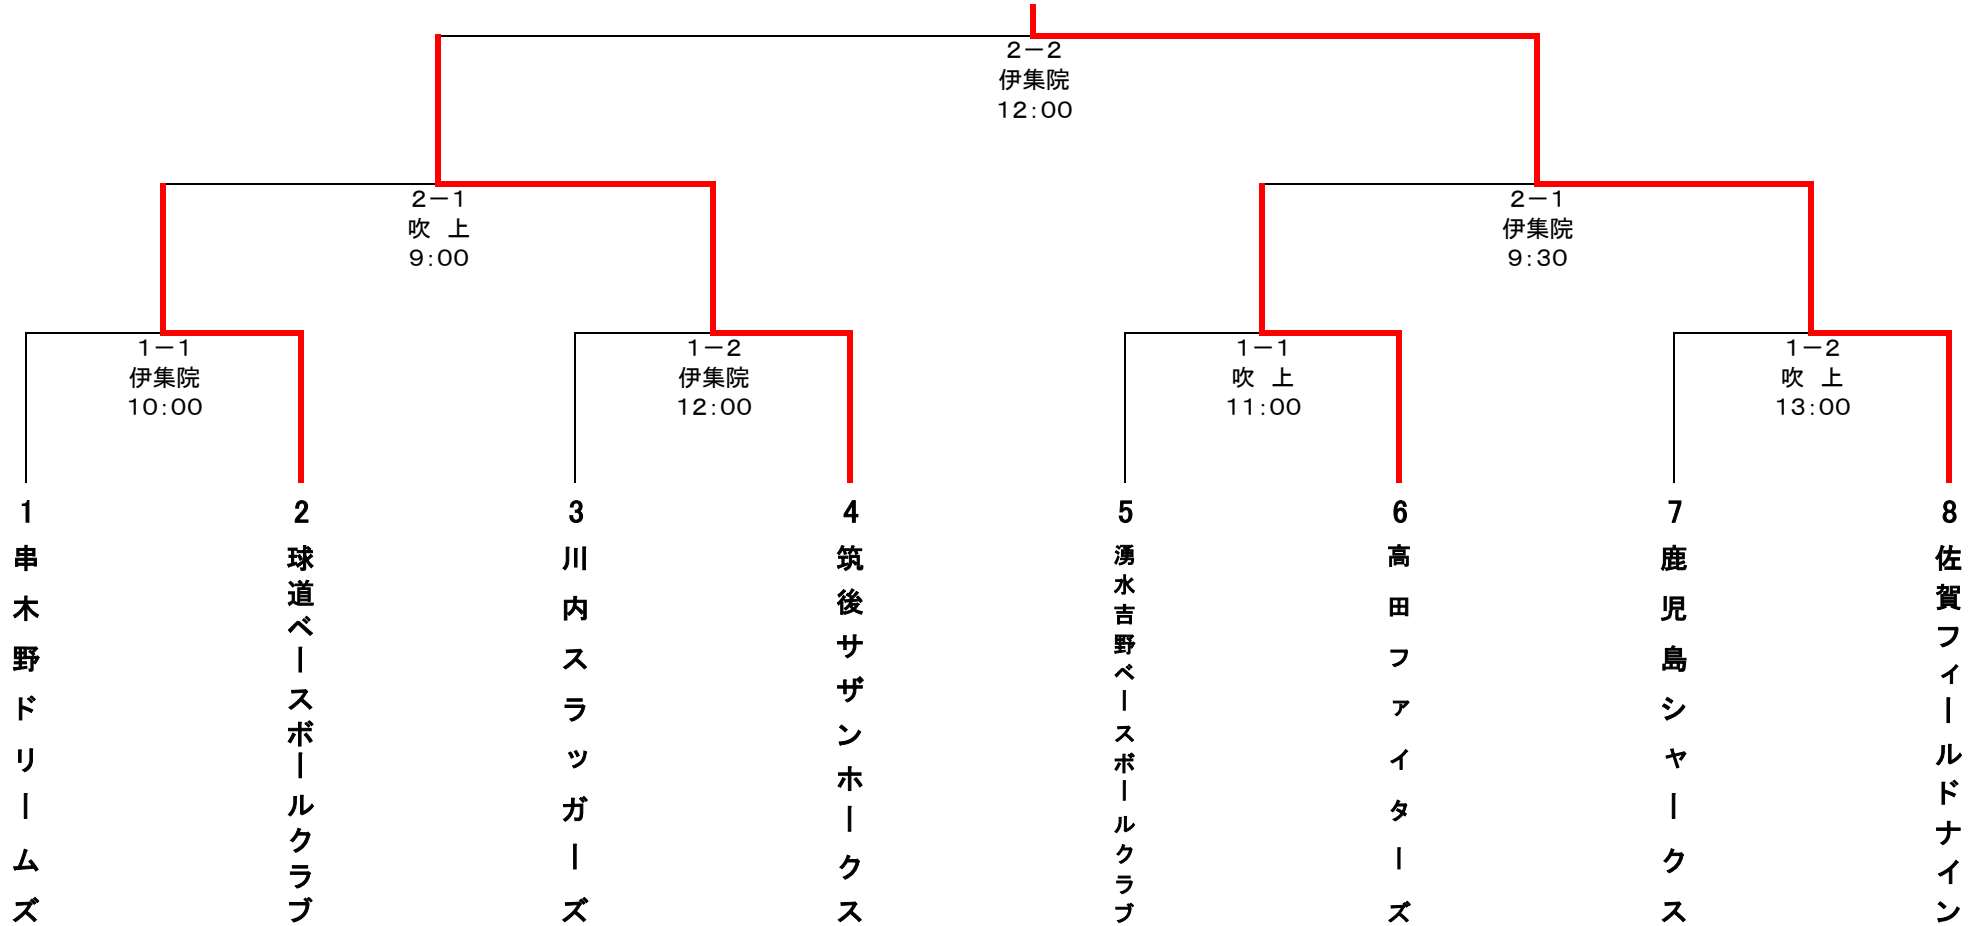 ２－２
伊集院
１２：００
２－１
吹　上
９：００
２－１
伊集院
９：３０
１－１
伊集院
１０：００
１－２
伊集院
１２：００
１－１
吹　上
１１：００
１－２
吹　上
１３：００
1
串木野ドリームズ
2
球道ベースボールクラブ
3
川内スラッガーズ
4
筑後サザンホークス
5
湧水吉野ベースボールクラブ
6
高田ファイターズ
7
鹿児島シャークス
8
佐賀フィールドナイン